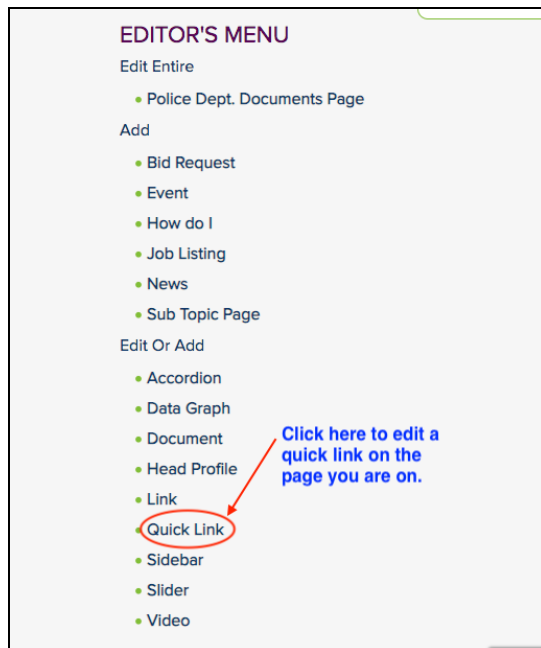 EDITOR'S MENU
Edit Entire
• Police Dept. Documents Page
Add
• Bid Request
• Event
• How do I
• Job Listing
• News
• Sub Topic Page
Edit Or Add
• Accordion
• Data Graph
• Document
• Head Profile
• Link
• Quick Link
• Sidebar
• Slider
• Video
Click here to edit a
quick link on the
page you are on.